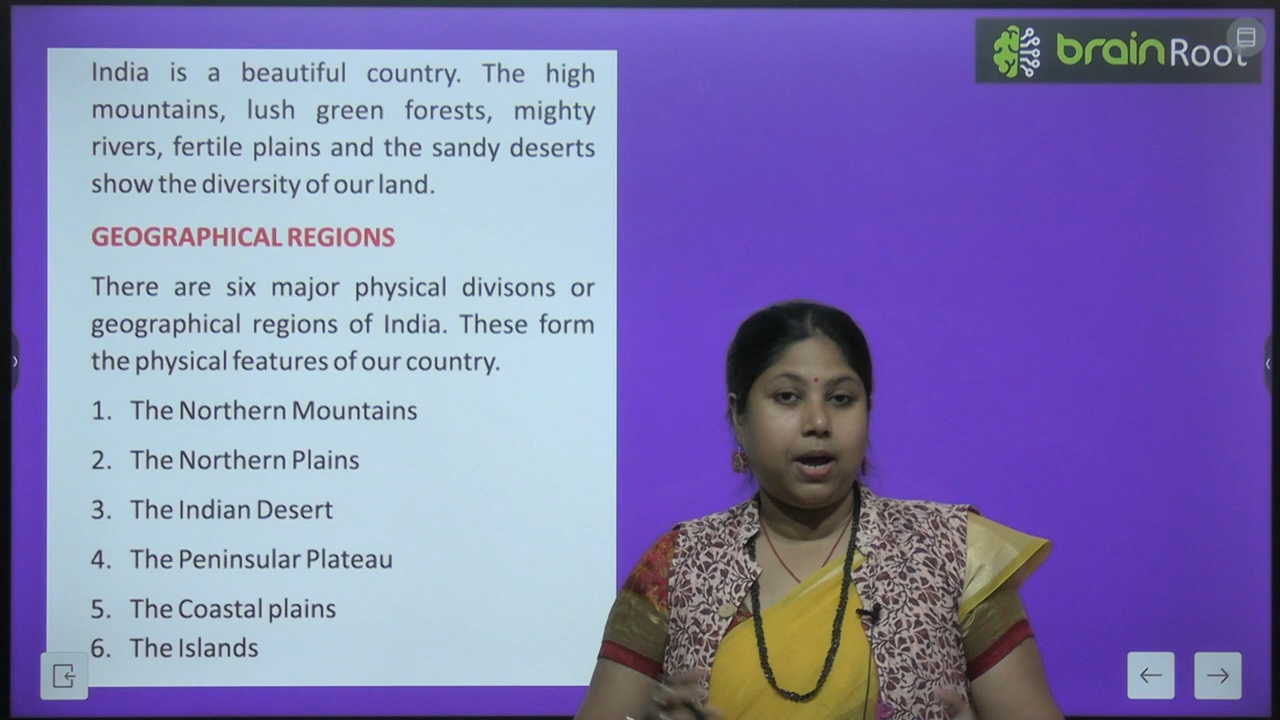 brainRoot
India is a beautiful country. The high
mountains, lush green forests, mighty
rivers, fertile plains and the sandy deserts
show the diversity of our land.
GEOGRAPHICAL REGIONS
There are six major physical divisons or
geographical regions of India. These form
the physical features of our country.
1. The Northern Mountains
2. The Northern Plains
3. The Indian Desert
4. The Peninsular Plateau
5. The Coastal plains
6. The Islands